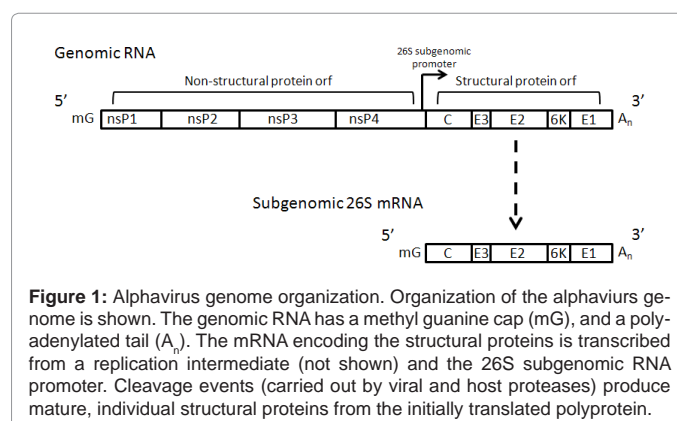 Genomic RNA
26S subgenomic
promoter
Non-structural protein orf
Structural protein orf
5′
3′
mG nsP1 nsP2 nsP3 nsP4 C E3 E2 6K E1 An
Subgenomic 26S mRNA
5′
3′
mG C E3 E2 6K E1 An
Figure 1: Alphavirus genome organization. Organization of the alphaviurs ge-
nome is shown. The genomic RNA has a methyl guanine cap (mG), and a poly-
adenylated tail (An). The mRNA encoding the structural proteins is transcribed
from a replication intermediate (not shown) and the 26S subgenomic RNA
promoter. Cleavage events (carried out by viral and host proteases) produce
mature, individual structural proteins from the initially translated polyprotein.